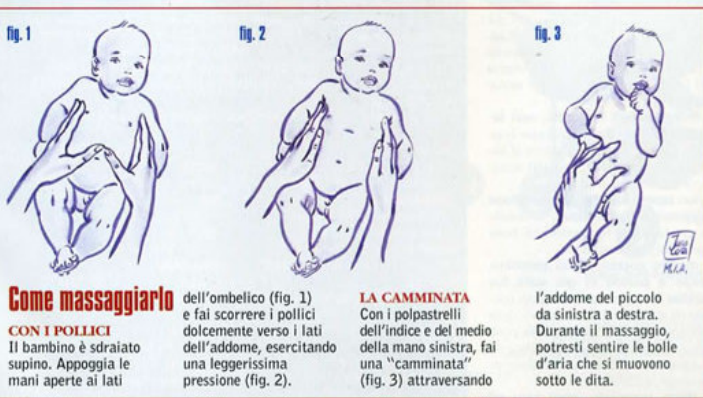 fig. 1
fig. 2
fig. 3
Come massaggiarlo
CON I POLLICI
Il bambino è sdraiato
supino. Appoggia le
mani aperte ai lati
dell'ombelico (fig. 1)
e fai scorrere i pollici
dolcemente verso i lati
dell'addome, esercitando
una leggerissima
pressione (fig. 2).
LA CAMMINATA
Con i polpastrelli
dell'indice e del medio
della mano sinistra, fai
una "camminata"
(fig. 3) attraversando
l'addome del piccolo
da sinistra a destra.
Durante il massaggio,
potresti sentire le bolle
d'aria che si muovono
sotto le dita.